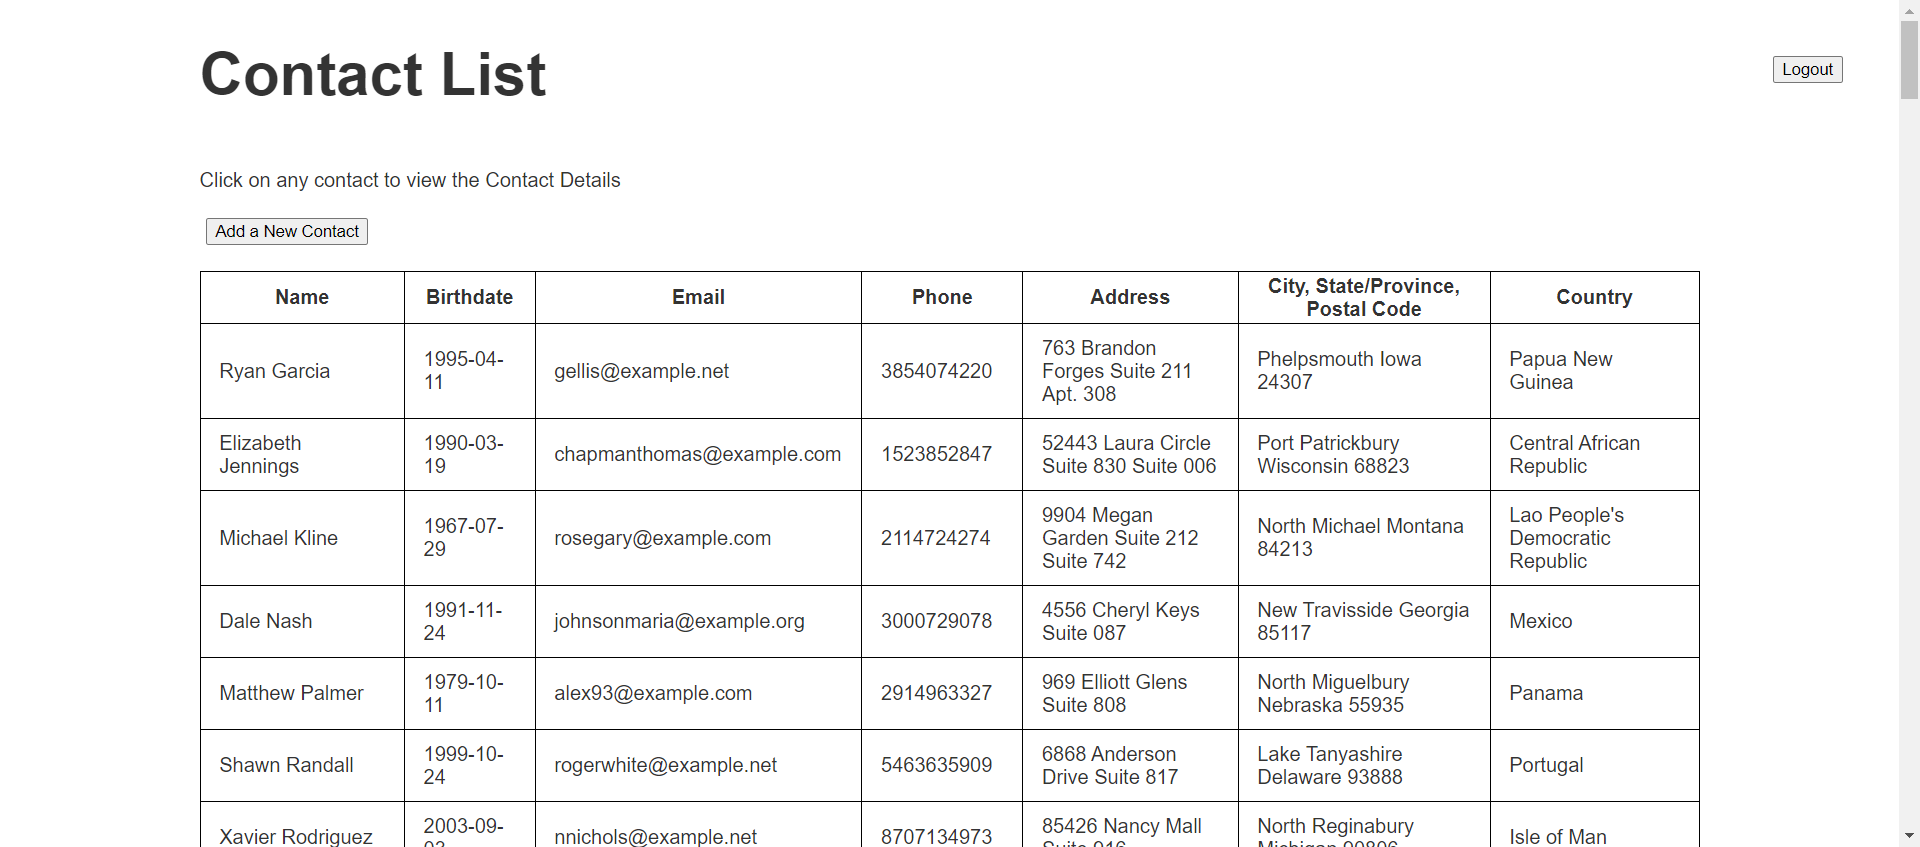 Contact List
Logout
Click on any contact to view the Contact Details
Add a New Contact
Name Birthdate Email Phone Address City, State/Province, Postal Code Country
Ryan Garcia 1995-04-11 gellis@example.net 3854074220 763 Brandon Forges Suite 211 Apt. 308 Phelpsmouth Iowa 24307 Papua New Guinea
Elizabeth Jennings 1990-03-19 chapmanthomas@example.com 1523852847 52443 Laura Circle Suite 830 Suite 006 Port Patrickbury Wisconsin 68823 Central African Republic
Michael Kline 1967-07-29 rosegary@example.com 2114724274 9904 Megan Garden Suite 212 Suite 742 North Michael Montana 84213 Lao People's Democratic Republic
Dale Nash 1991-11-24 johnsonmaria@example.org 3000729078 4556 Cheryl Keys Suite 087 New Travisside Georgia 85117 Mexico
Matthew Palmer 1979-10-11 alex93@example.com 2914963327 969 Elliott Glens Suite 808 North Miguelbury Nebraska 55935 Panama
Shawn Randall 1999-10-24 rogerwhite@example.net 5463635909 6868 Anderson Drive Suite 817 Lake Tanyashire Delaware 93888 Portugal
Xavier Rodriguez 2003-09- nnichols@example.net 8707134973 85426 Nancy Mall North Reginabury Isle of Man